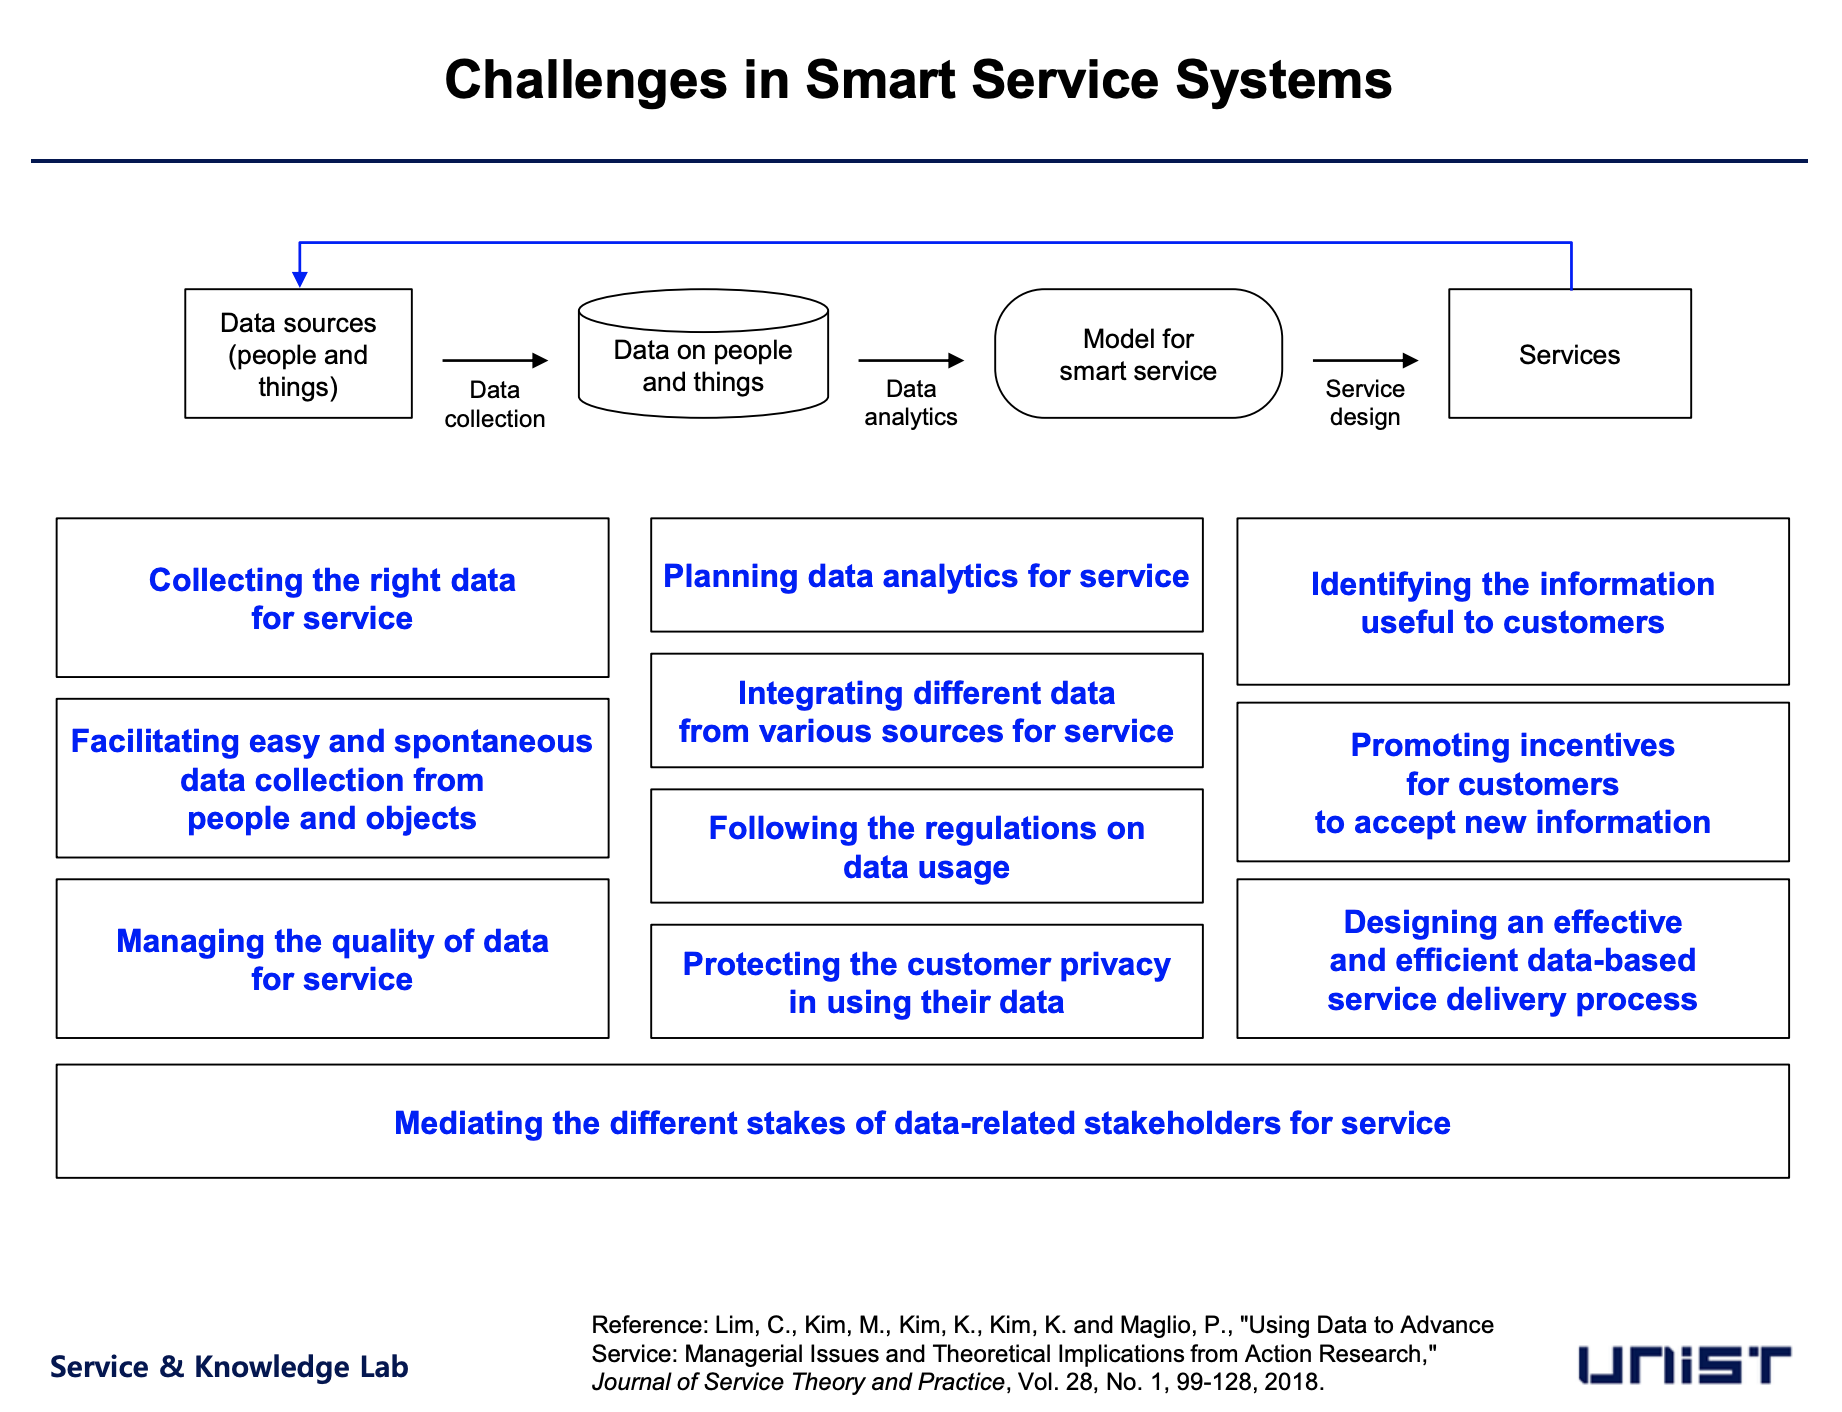 Challenges in Smart Service Systems
Data sources
(people and
things)
Data
collection
Data on people
and things
Data
analytics
Model for
smart service
Service
design
Services
Collecting the right data
for service
Facilitating easy and spontaneous
data collection from
people and objects
Managing the quality of data
for service
Planning data analytics for service
Integrating different data
from various sources for service
Following the regulations on
data usage
Protecting the customer privacy
in using their data
Identifying the information
useful to customers
Promoting incentives
for customers
to accept new information
Designing an effective
and efficient data-based
service delivery process
Mediating the different stakes of data-related stakeholders for service
Service & Knowledge Lab
Reference: Lim, C., Kim, M., Kim, K., Kim, K. and Maglio, P., "Using Data to Advance
Service: Managerial Issues and Theoretical Implications from Action Research,"
Journal of Service Theory and Practice, Vol. 28, No. 1, 99-128, 2018.
UNIST